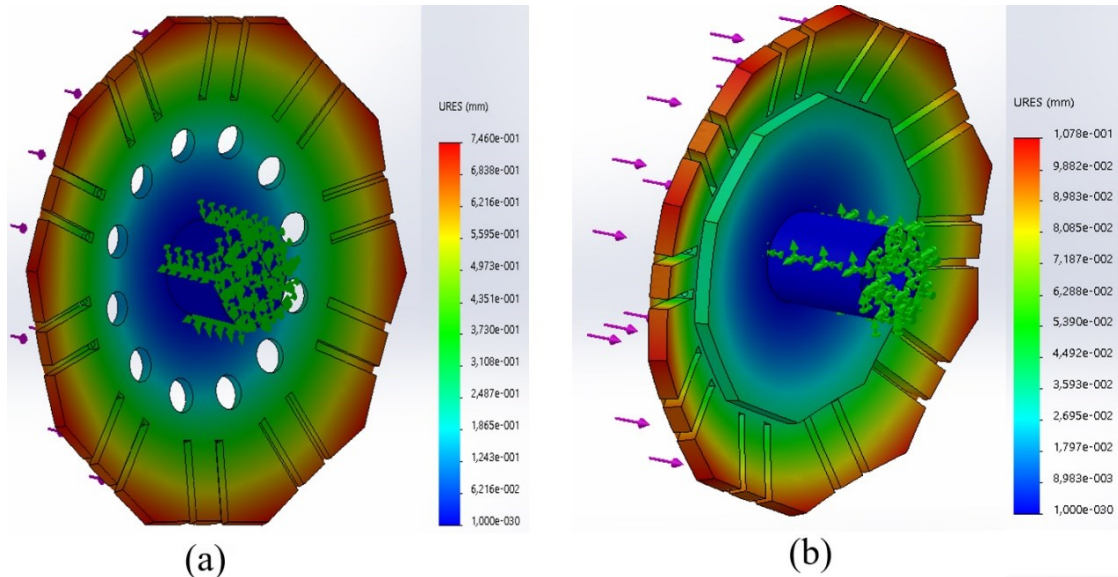 URES (mm)
7,460e-001
6,838e-001
6,216e-001
5,595e-001
4,973e-001
4,351e-001
3,730e-001
3,108e-001
2,487e-001
1,865e-001
1,243e-001
6,216e-002
1,000e-030
(a)
URES (mm)
1,078e-001
9,882e-002
8,983e-002
8,085e-002
7,187e-002
6,288e-002
5,390e-002
4,492e-002
3,593e-002
2,695e-002
1,797e-002
8,983e-003
1,000e-030
(b)